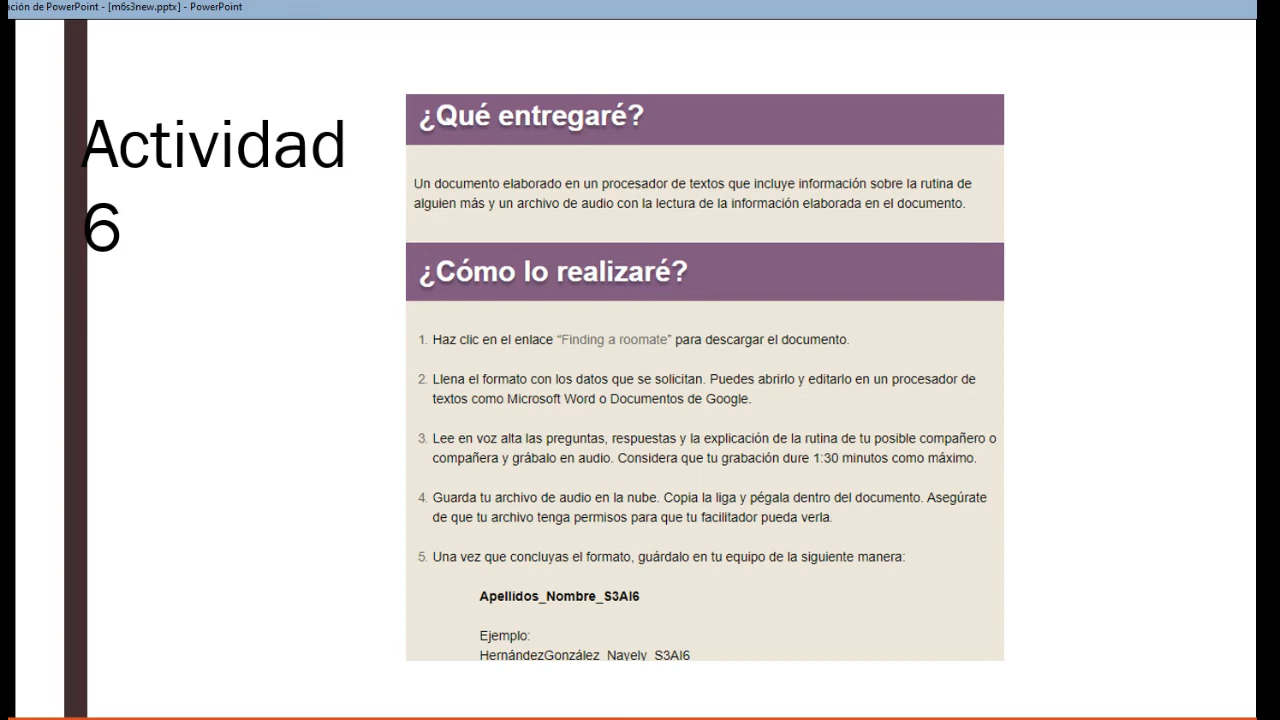 ción de PowerPoint - [m6s3new.pptx] - PowerPoint
Actividad
6
¿Qué entregaré?
Un documento elaborado en un procesador de textos que incluye información sobre la rutina de
alguien más y un archivo de audio con la lectura de la información elaborada en el documento.
¿Cómo lo realizaré?
1. Haz clic en el enlace “Finding a roomate” para descargar el documento.
2. Llena el formato con los datos que se solicitan. Puedes abrirlo y editarlo en un procesador de
textos como Microsoft Word o Documentos de Google.
3. Lee en voz alta las preguntas, respuestas y la explicación de la rutina de tu posible compañero o
compañera y grábalo en audio. Considera que tu grabación dure 1:30 minutos como máximo.
4. Guarda tu archivo de audio en la nube. Copia la liga y pégala dentro del documento. Asegúrate
de que tu archivo tenga permisos para que tu facilitador pueda verla.
5. Una vez que concluyas el formato, guárdalo en tu equipo de la siguiente manera:
Apellidos_Nombre_S3AI6
Ejemplo:
HernándezGonzález_Nayely_S3AI6